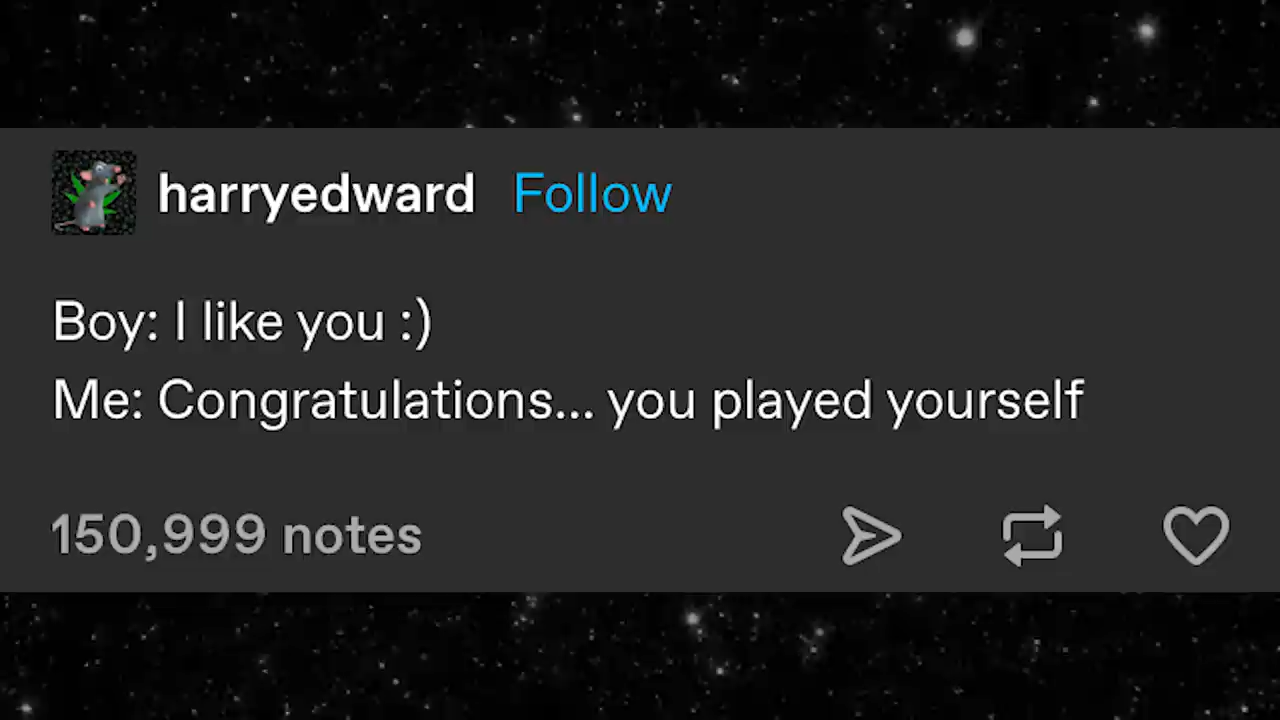 harryedward Follow
Boy: I like you :)
Me: Congratulations... you played yourself
150,999 notes